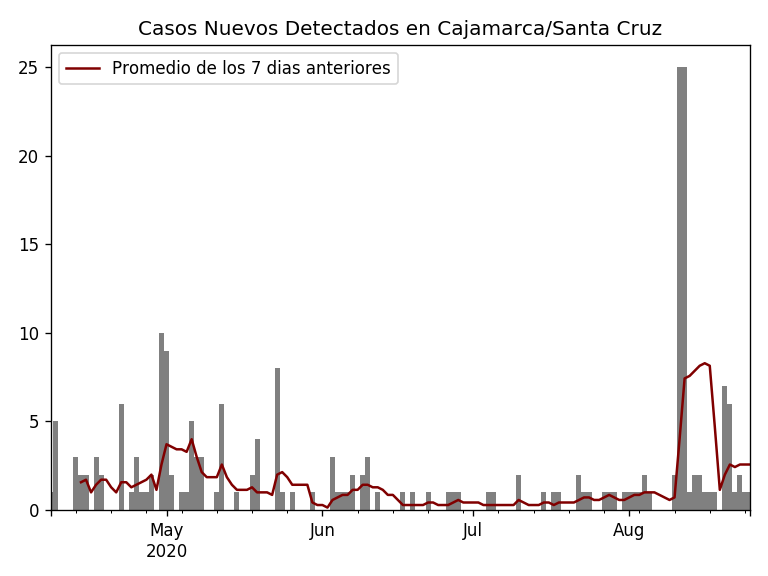 Casos Nuevos Detectados en Cajamarca/Santa Cruz
Promedio de los 7 dias anteriores
25
20
15
10
5
0
May
2020
Jun
Jul
Aug